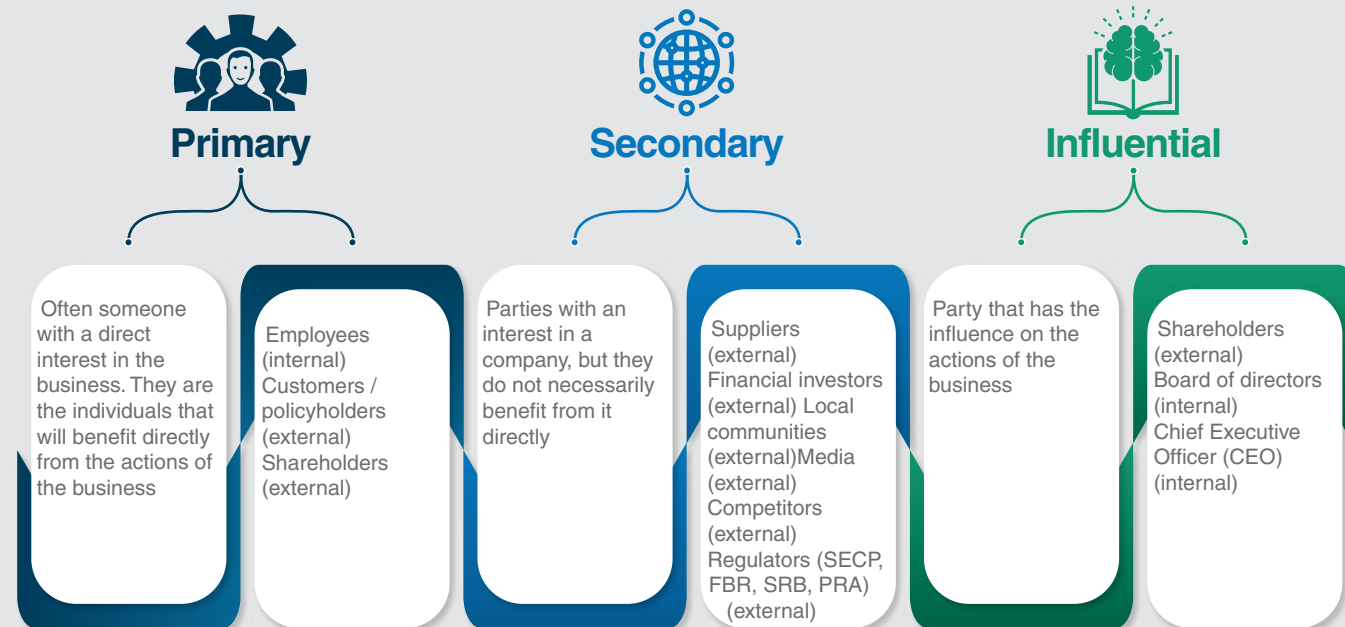 Primary
Often someone
with a direct
interest in the
business. They are
the individuals that
will benefit directly
from the actions of
the business
Employees
(internal)
Customers /
policyholders
(external)
Shareholders
(external)
Secondary
Parties with an
interest in a
company, but they
do not necessarily
benefit from it
directly
Suppliers
(external)
Financial investors
(external) Local
communities
(external)Media
(external)
Competitors
(external)
Regulators (SECP,
FBR, SRB, PRA)
(external)
Influential
Party that has the
influence on the
actions of the
business
Shareholders
(external)
Board of directors
(internal)
Chief Executive
Officer (CEO)
(internal)